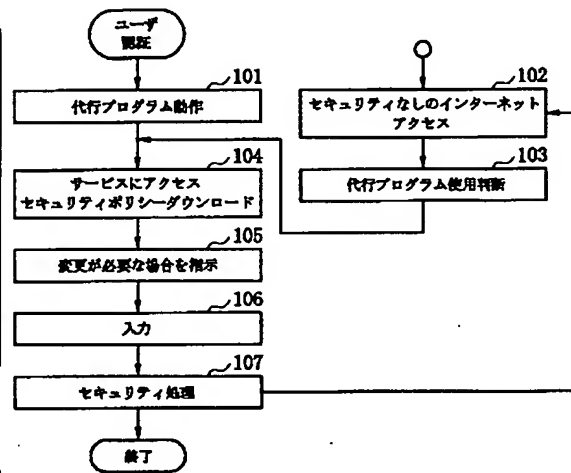 ユーザ
認証
101
代行プログラム動作
102
セキュリティなしのインターネット
アクセス
103
代行プログラム使用判断
104
サービスにアクセス
セキュリティポリシーダウンロード
105
変更が必要な場合を指示
106
入力
107
セキュリティ処理
終了